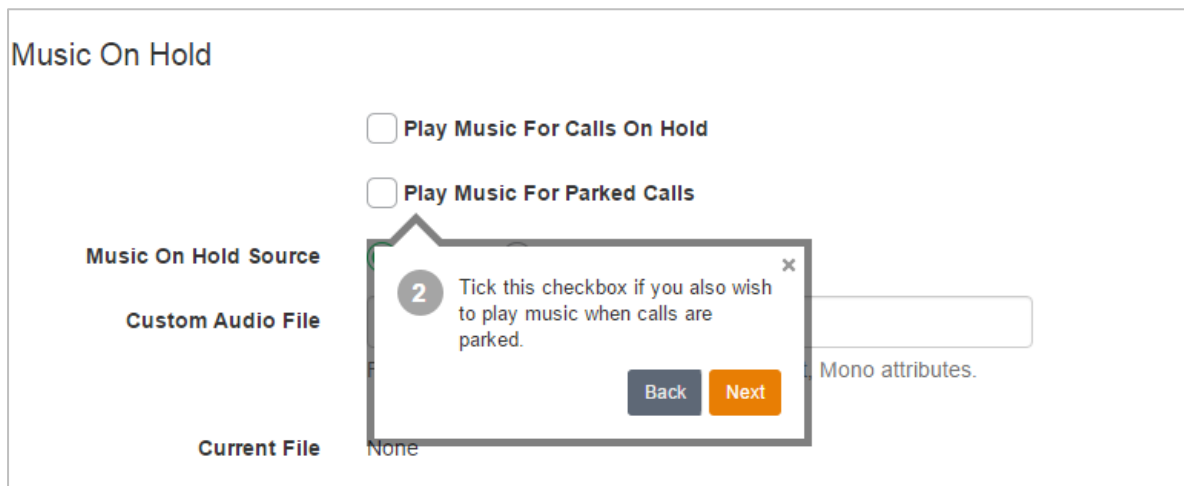 Music On Hold
Play Music For Calls On Hold
Play Music For Parked Calls
Music On Hold Source
2
Tick this checkbox if you also wish
to play music when calls are
parked.
Custom Audio File
Mono attributes.
Back Next
Current File None